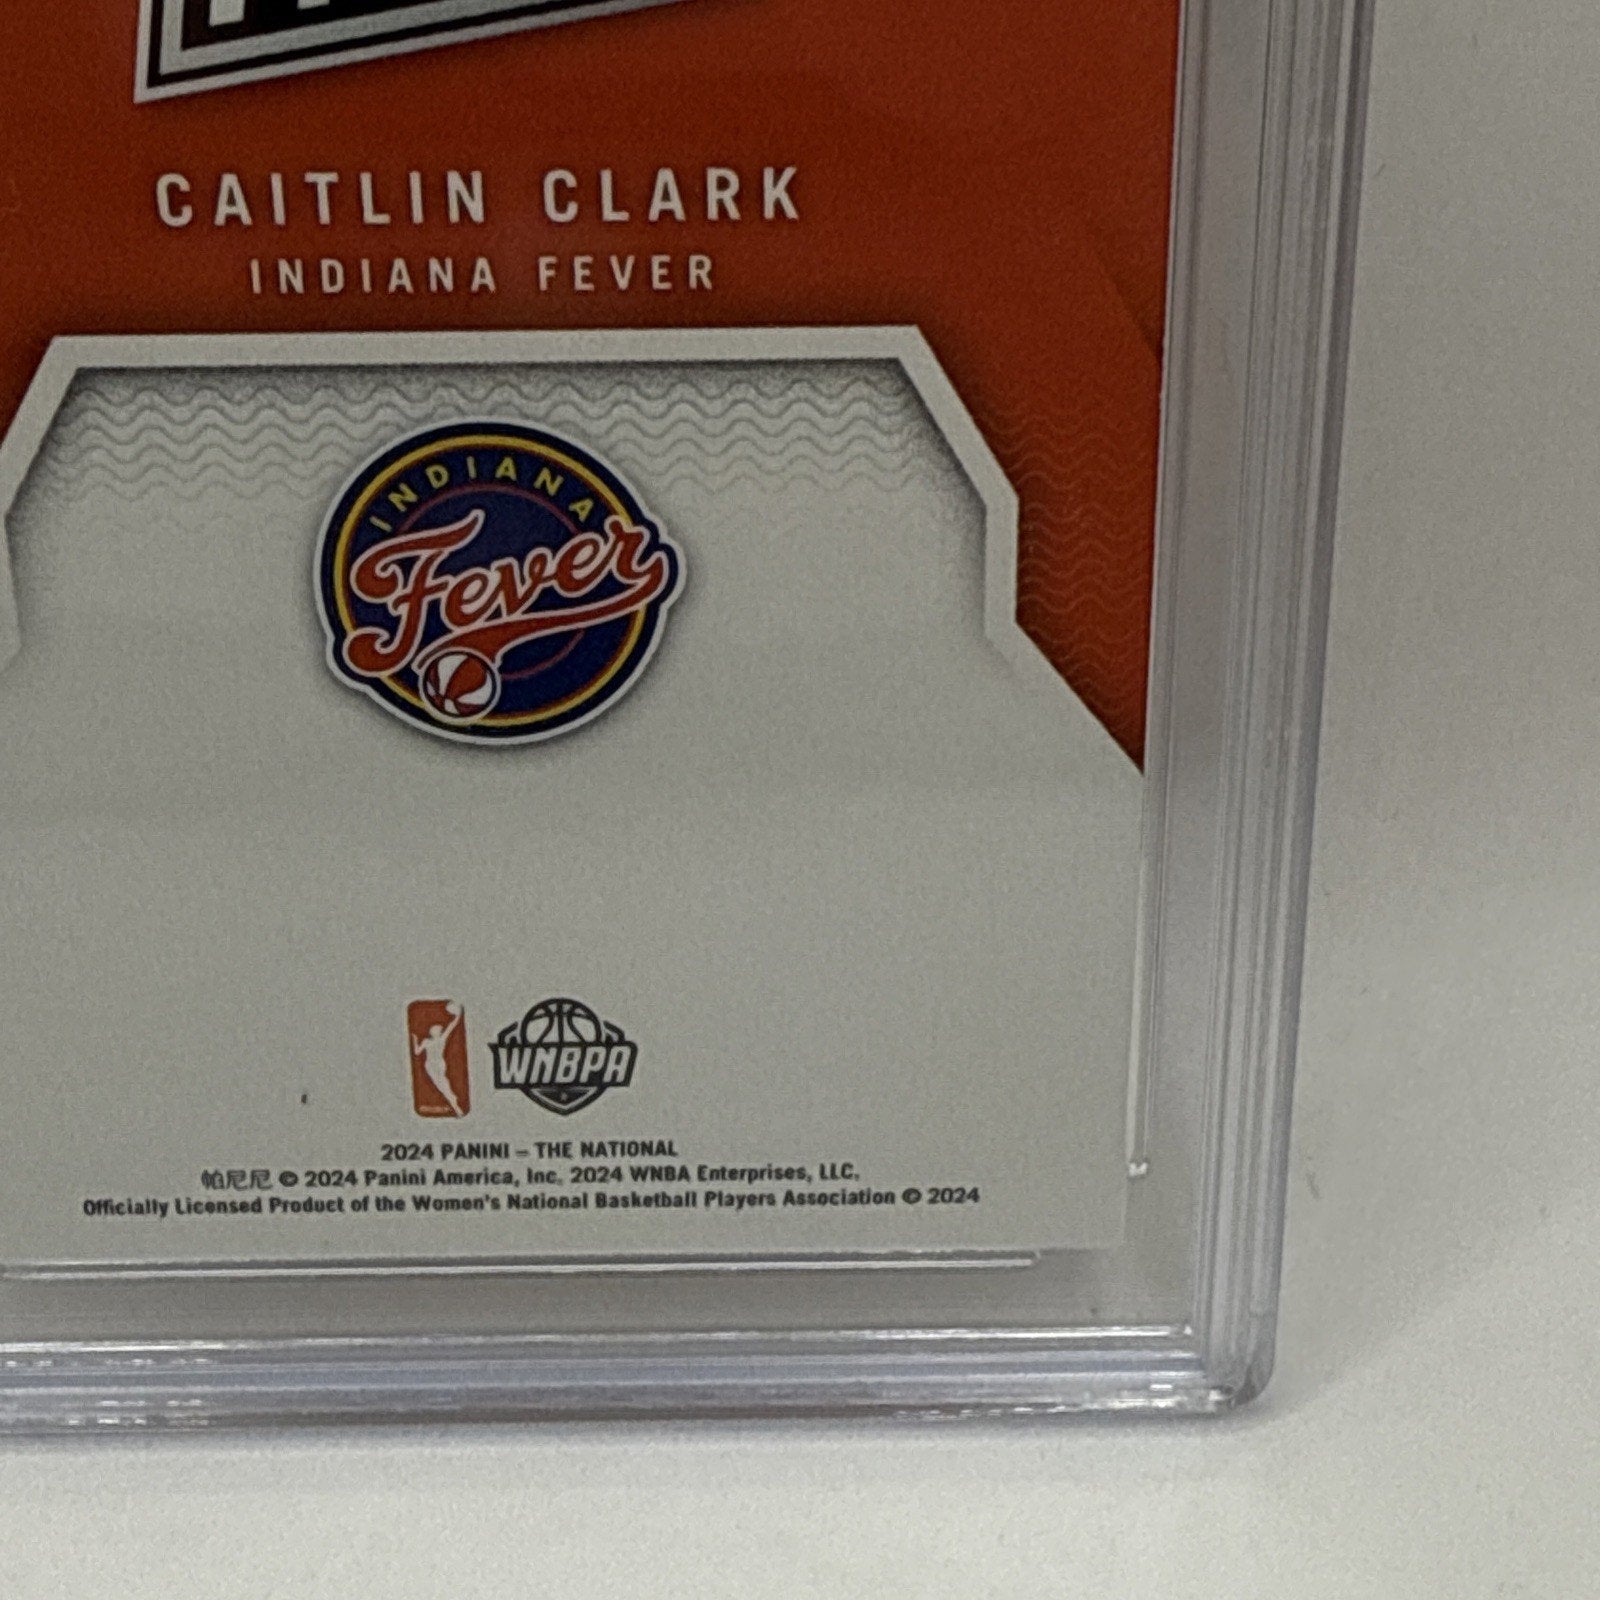 CAITLIN CLARK
INDIANA FEVER
INDIANA
Fever
WNBPA
2024 PANINI – THE NATIONAL
帕尼尼 © 2024 Panini America, Inc. 2024 WNBA Enterprises, LLC.
Officially Licensed Product of the Women's National Basketball Players Association © 2024